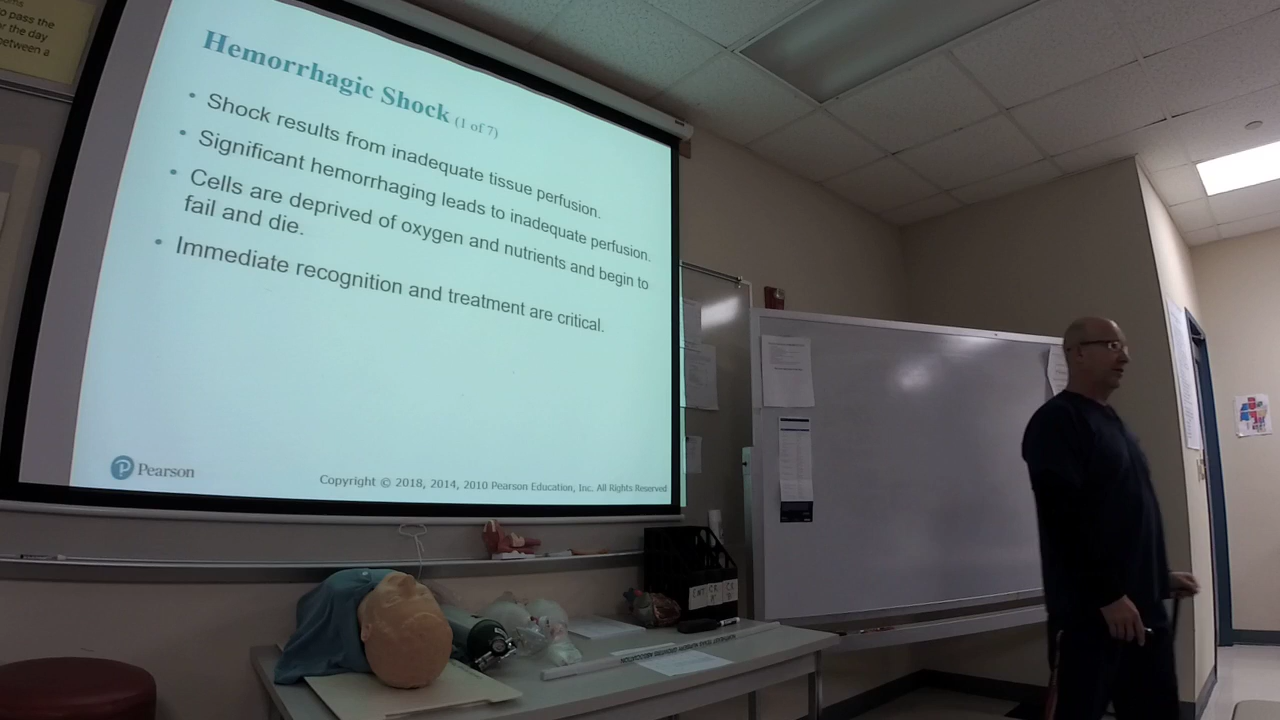 to pass the
or the day
between a
Hemorrhagic Shock (1 of 7)
• Shock results from inadequate tissue perfusion.
• Significant hemorrhaging leads to inadequate perfusion.
• Cells are deprived of oxygen and nutrients and begin to
fail and die.
• Immediate recognition and treatment are critical.
Pearson
Copyright © 2018, 2014, 2010 Pearson Education, Inc. All Rights Reserved